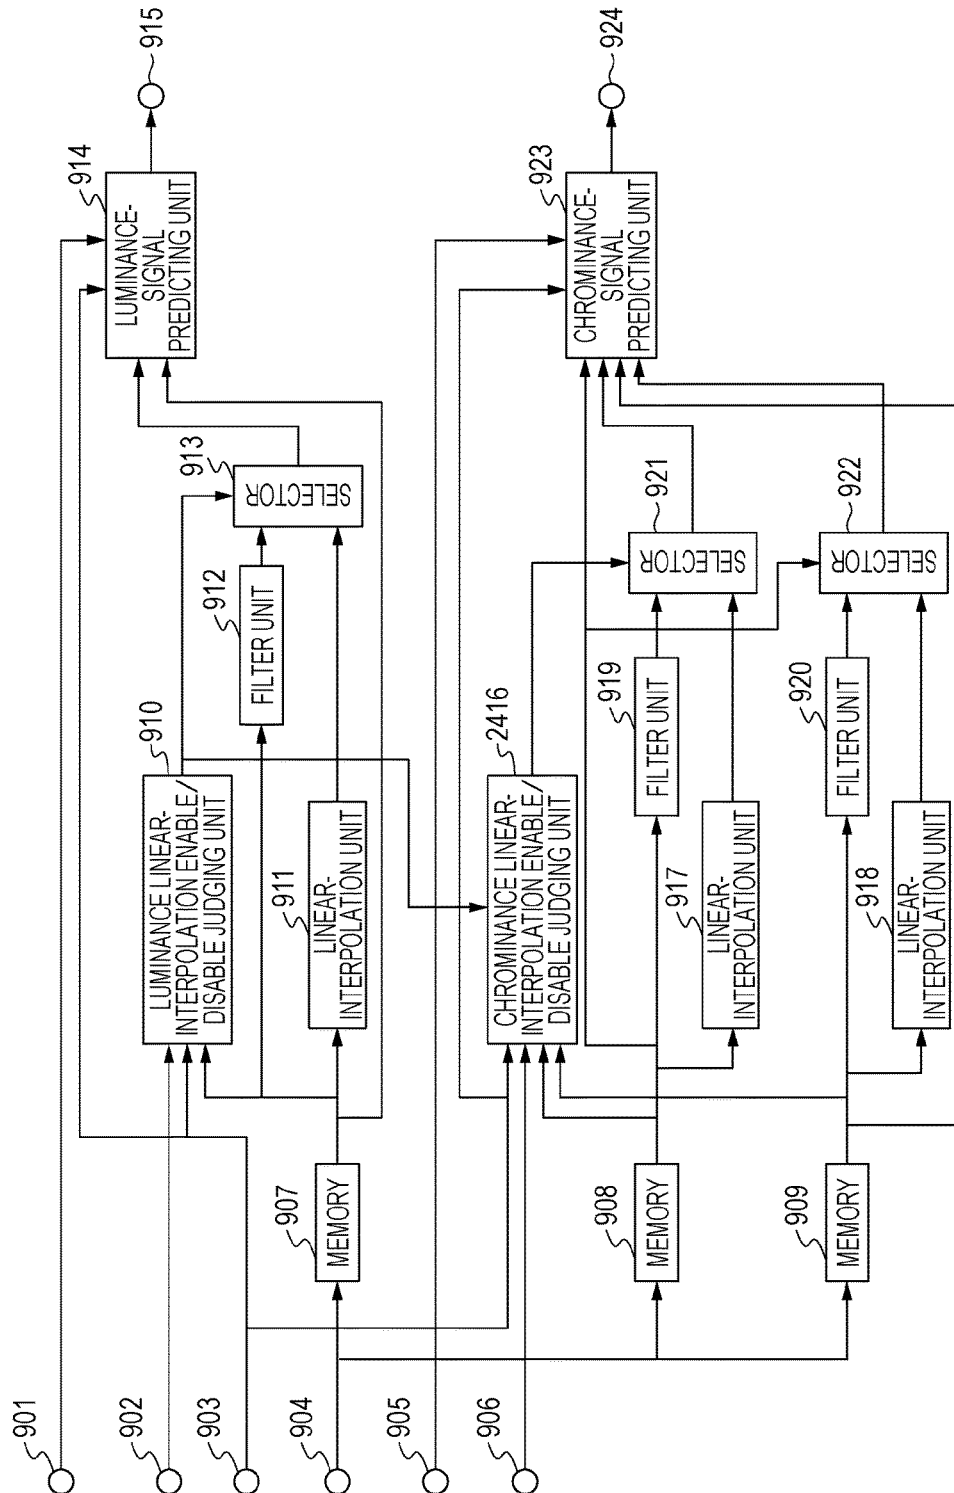 901
902
903
904
905
906
MEMORY
907
MEMORY
908
MEMORY
909
LUMINANCE LINEAR-
INTERPOLATION ENABLE/
DISABLE JUDGING UNIT
910
LINEAR-
INTERPOLATION UNIT
911
FILTER UNIT
912
SELECTOR
913
LUMINANCE-
SIGNAL
PREDICTING UNIT
914
915
CHROMINANCE LINEAR-
INTERPOLATION ENABLE/
DISABLE JUDGING UNIT
2416
LINEAR-
INTERPOLATION UNIT
917
LINEAR-
INTERPOLATION UNIT
918
FILTER UNIT
919
FILTER UNIT
920
SELECTOR
921
SELECTOR
922
CHROMINANCE-
SIGNAL
PREDICTING UNIT
923
924